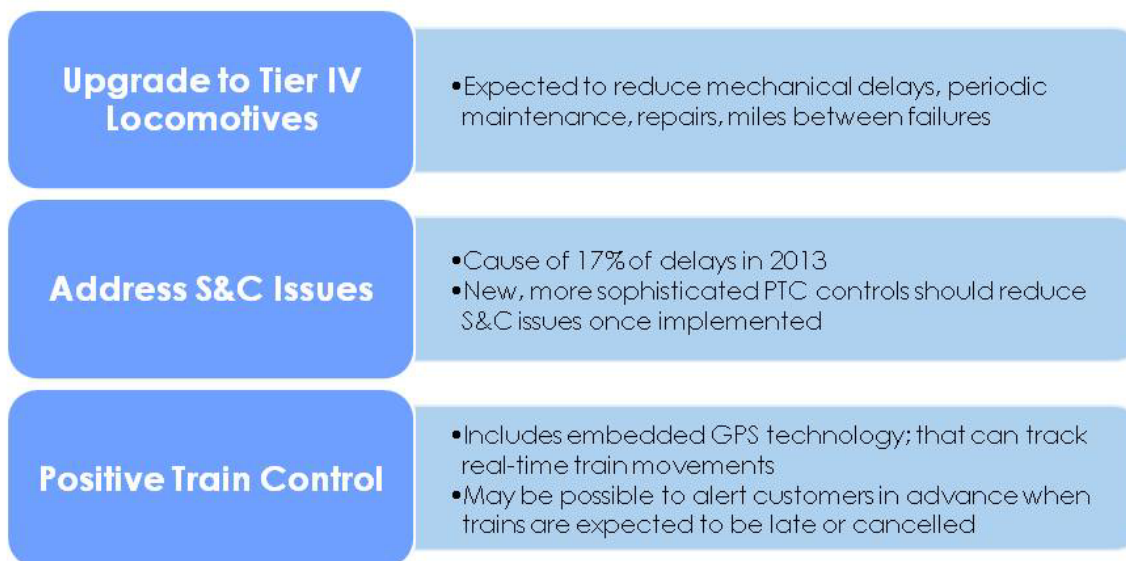 Upgrade to Tier IV
Locomotives
•Expected to reduce mechanical delays, periodic
maintenance, repairs, miles between failures
Address S&C Issues
•Cause of 17% of delays in 2013
•New, more sophisticated PTC controls should reduce
S&C issues once implemented
Positive Train Control
•Includes embedded GPS technology; that can track
real-time train movements
•May be possible to alert customers in advance when
trains are expected to be late or cancelled